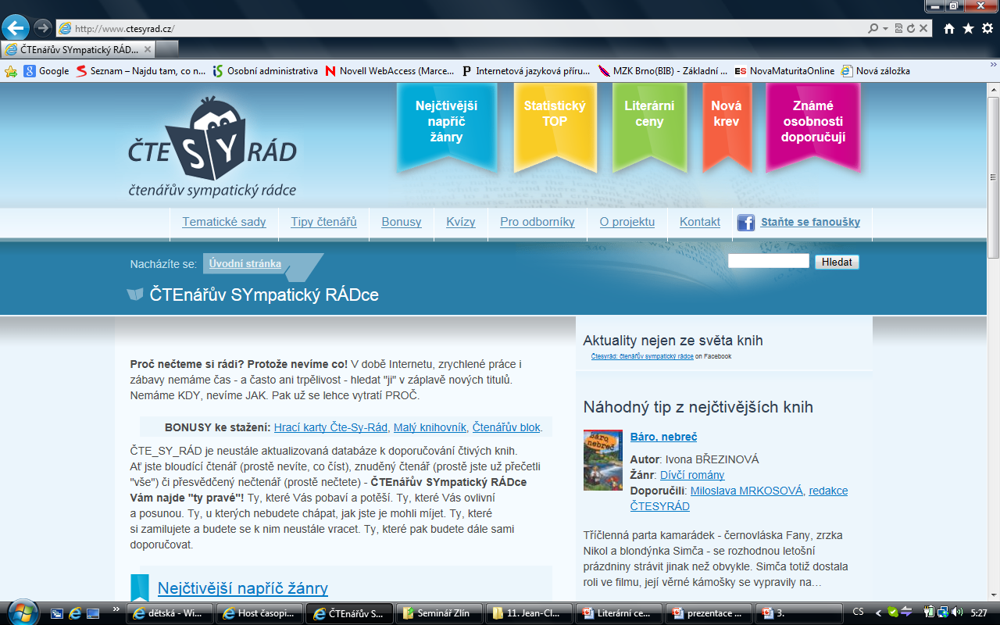 http://www.ctesyrad.cz/
ČTEnářův SYmpatický RÁD...
Google
Seznam – Najdu tam, co n...
Osobní administrativa
Novell WebAccess (Marce...
Internetová jazyková příru...
MZK Brno(BIB) - Základní ...
NovaMaturitaOnline
Nová záložka
ČTE SY RÁD
čtenářův sympatický rádce
Nejčtivější
napříč
žánry
Statistický
TOP
Literární
ceny
Nová
krev
Známé
osobnosti
doporučují
Tematické sady
Tipy čtenářů
Bonusy
Kvízy
Pro odborníky
O projektu
Kontakt
Staňte se fanoušky
Nacházíte se: Úvodní stránka
Hledat
ČTEnářův SYmpatický RÁDce
Proč nečteme si rádi? Protože nevíme co! V době Internetu, zrychlené práce i
zábavy nemáme čas - a často ani trpělivost - hledat "ji" v záplavě nových titulů.
Nemáme KDY, nevíme JAK. Pak už se lehce vytratí PROČ.
BONUSY ke stažení: Hrací karty Čte-Sy-Rád, Malý knihovník, Čtenářův blok.
ČTE_SY_RÁD je neustále aktualizovaná databáze k doporučování čtivých knih.
Ať jste bloudící čtenář (prostě nevíte, co číst), znuděný čtenář (prostě jste už přečetli
"vše") či přesvědčený nečtenář (prostě nečtete) - ČTEnářův SYmpatický RÁDce
Vám najde "ty pravé"! Ty, které Vás pobaví a potěší. Ty, které Vás ovlivní
a posunou. Ty, u kterých nebudete chápat, jak jste je mohli míjet. Ty, které
si zamilujete a budete se k nim neustále vracet. Ty, které pak budete dále sami
doporučovat.
Nejčtivější napříč žánry
Aktuality nejen ze světa knih
Čtesyrád: čtenářův sympatický rádce on Facebook
Náhodný tip z nejčtivějších knih
Báro, nebreč
Báro, nebreč
Autor: Ivona BŘEZINOVÁ
Žánr: Dívčí romány
Doporučili: Miloslava MRKOSOVÁ, redakce
ČTESYRÁD
Tříčlenná parta kamarádek - černovláska Fany, zrzka
Nikol a blondýnka Simča - se rozhodnou letošní
prázdniny strávit jinak než obvykle. Simča totiž dostala
roli ve filmu, její věrné kámošky se vypravily na…
dětská - Wi...
Host časopi...
ČTEnářův S...
Seminář Zlín
11. Jean-Cl...
Literární ce...
prezentace ...
3.
CS
5:27